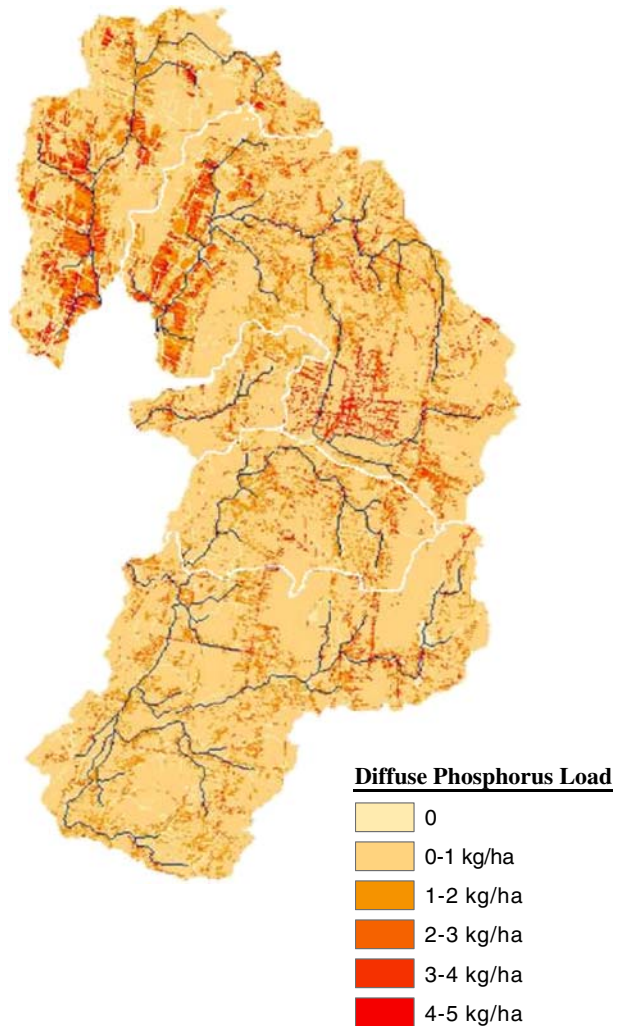 Diffuse Phosphorus Load
0
0-1 kg/ha
1-2 kg/ha
2-3 kg/ha
3-4 kg/ha
4-5 kg/ha